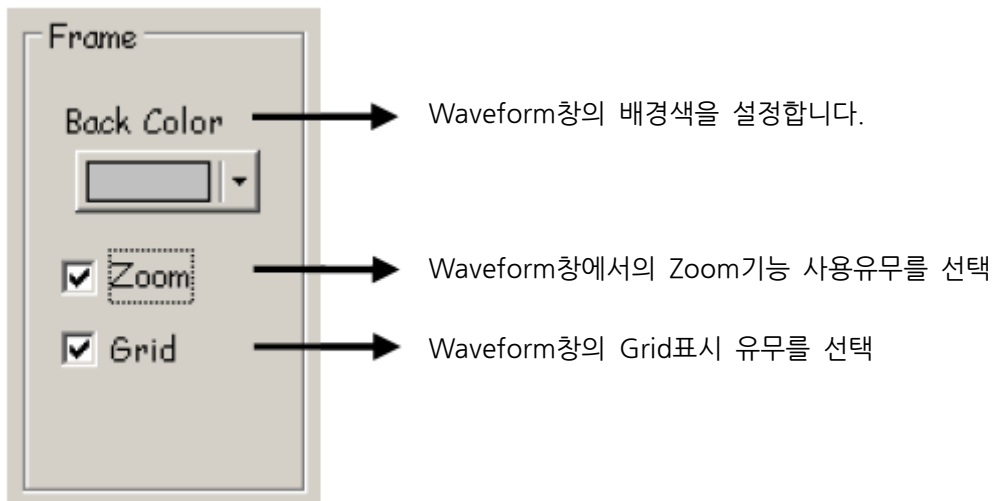 Frame
Back Color
Waveform창의 배경색을 설정합니다.
Zoom
Waveform창에서의 Zoom기능 사용유무를 선택
Grid
Waveform창의 Grid표시 유무를 선택